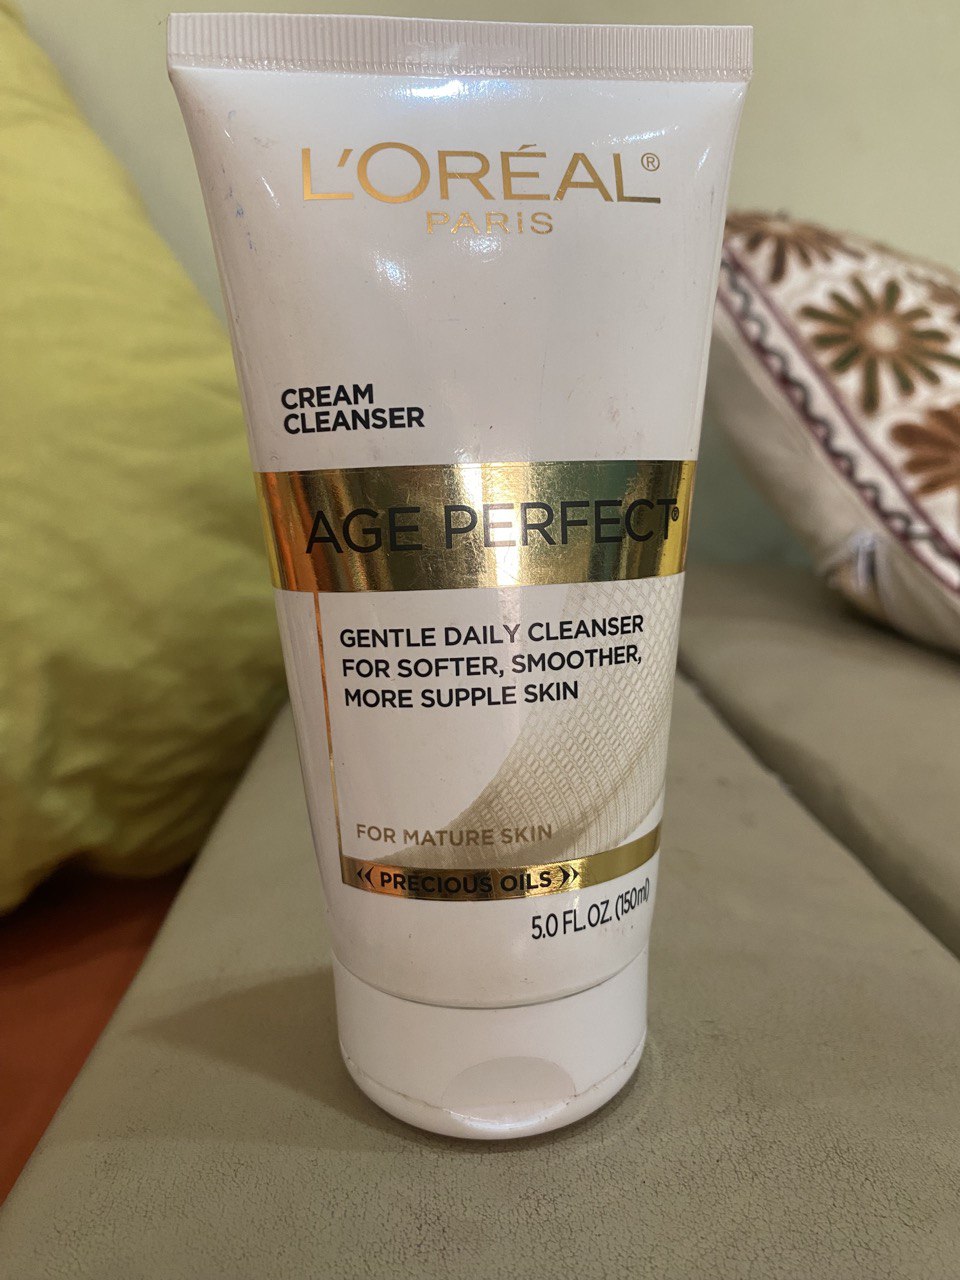 L'ORÉAL®
PARIS
CREAM
CLEANSER
AGE PERFECT®
GENTLE DAILY CLEANSER
FOR SOFTER, SMOOTHER,
MORE SUPPLE SKIN
FOR MATURE SKIN
⟪ PRECIOUS OILS ⟫
5.0 FL.OZ. (150ml)